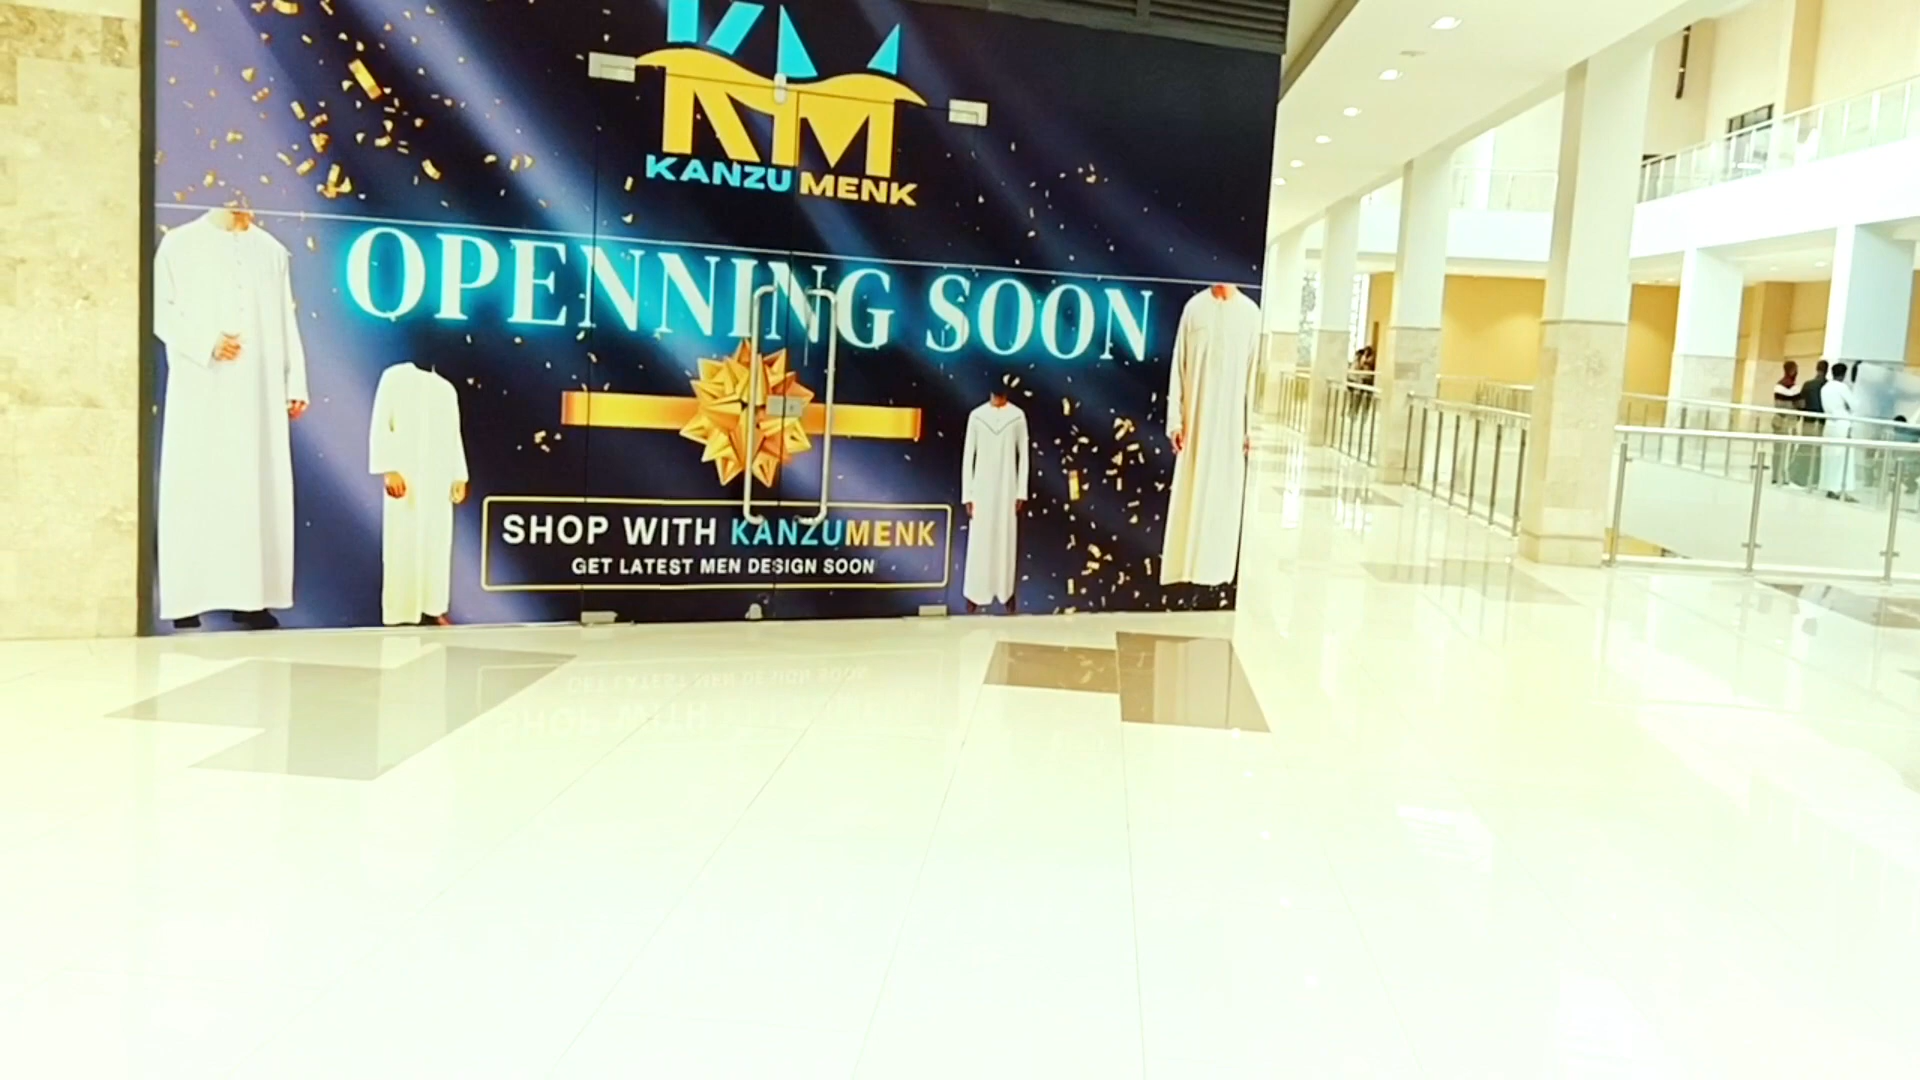 KM
KANZU MENK
OPENNING SOON
SHOP WITH KANZUMENK
GET LATEST MEN DESIGN SOON